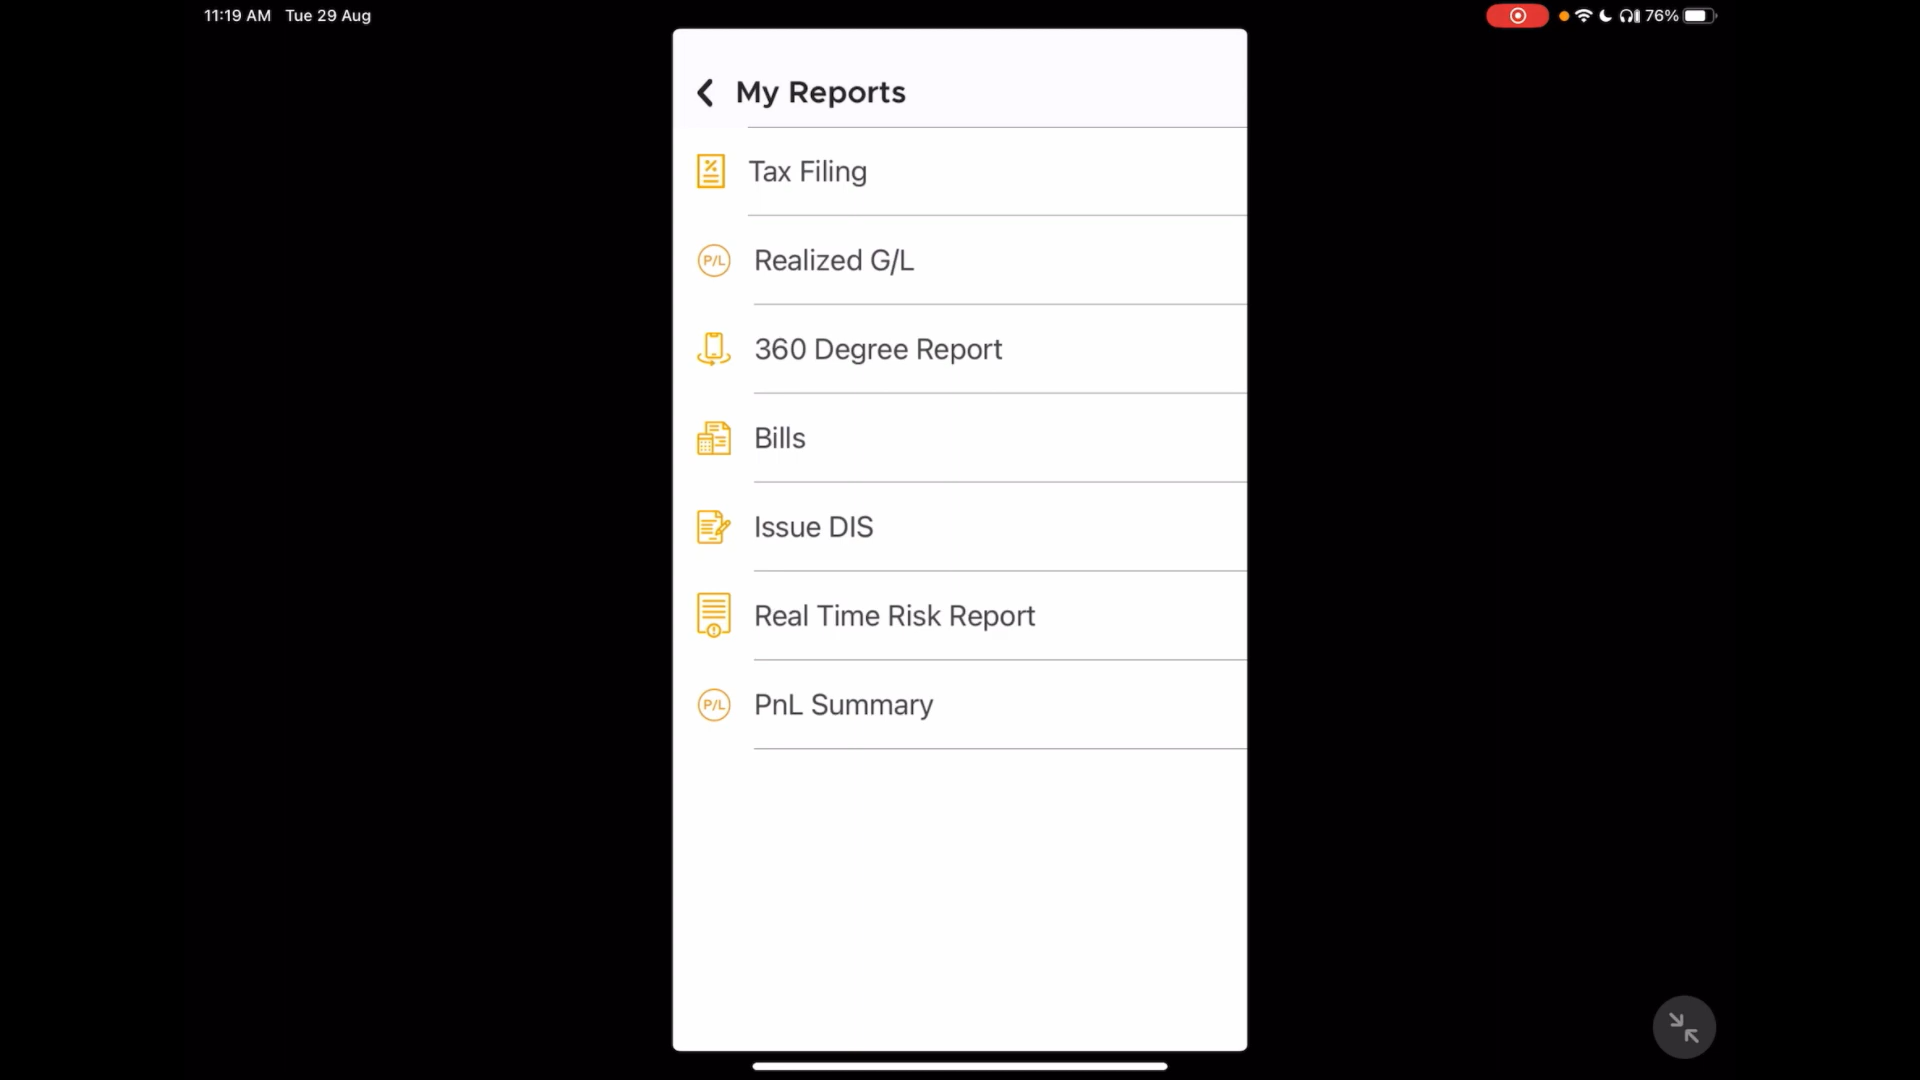 11:19 AM Tue 29 Aug
76%
My Reports
Tax Filing
P/L Realized G/L
360 Degree Report
Bills
Issue DIS
Real Time Risk Report
P/L PnL Summary